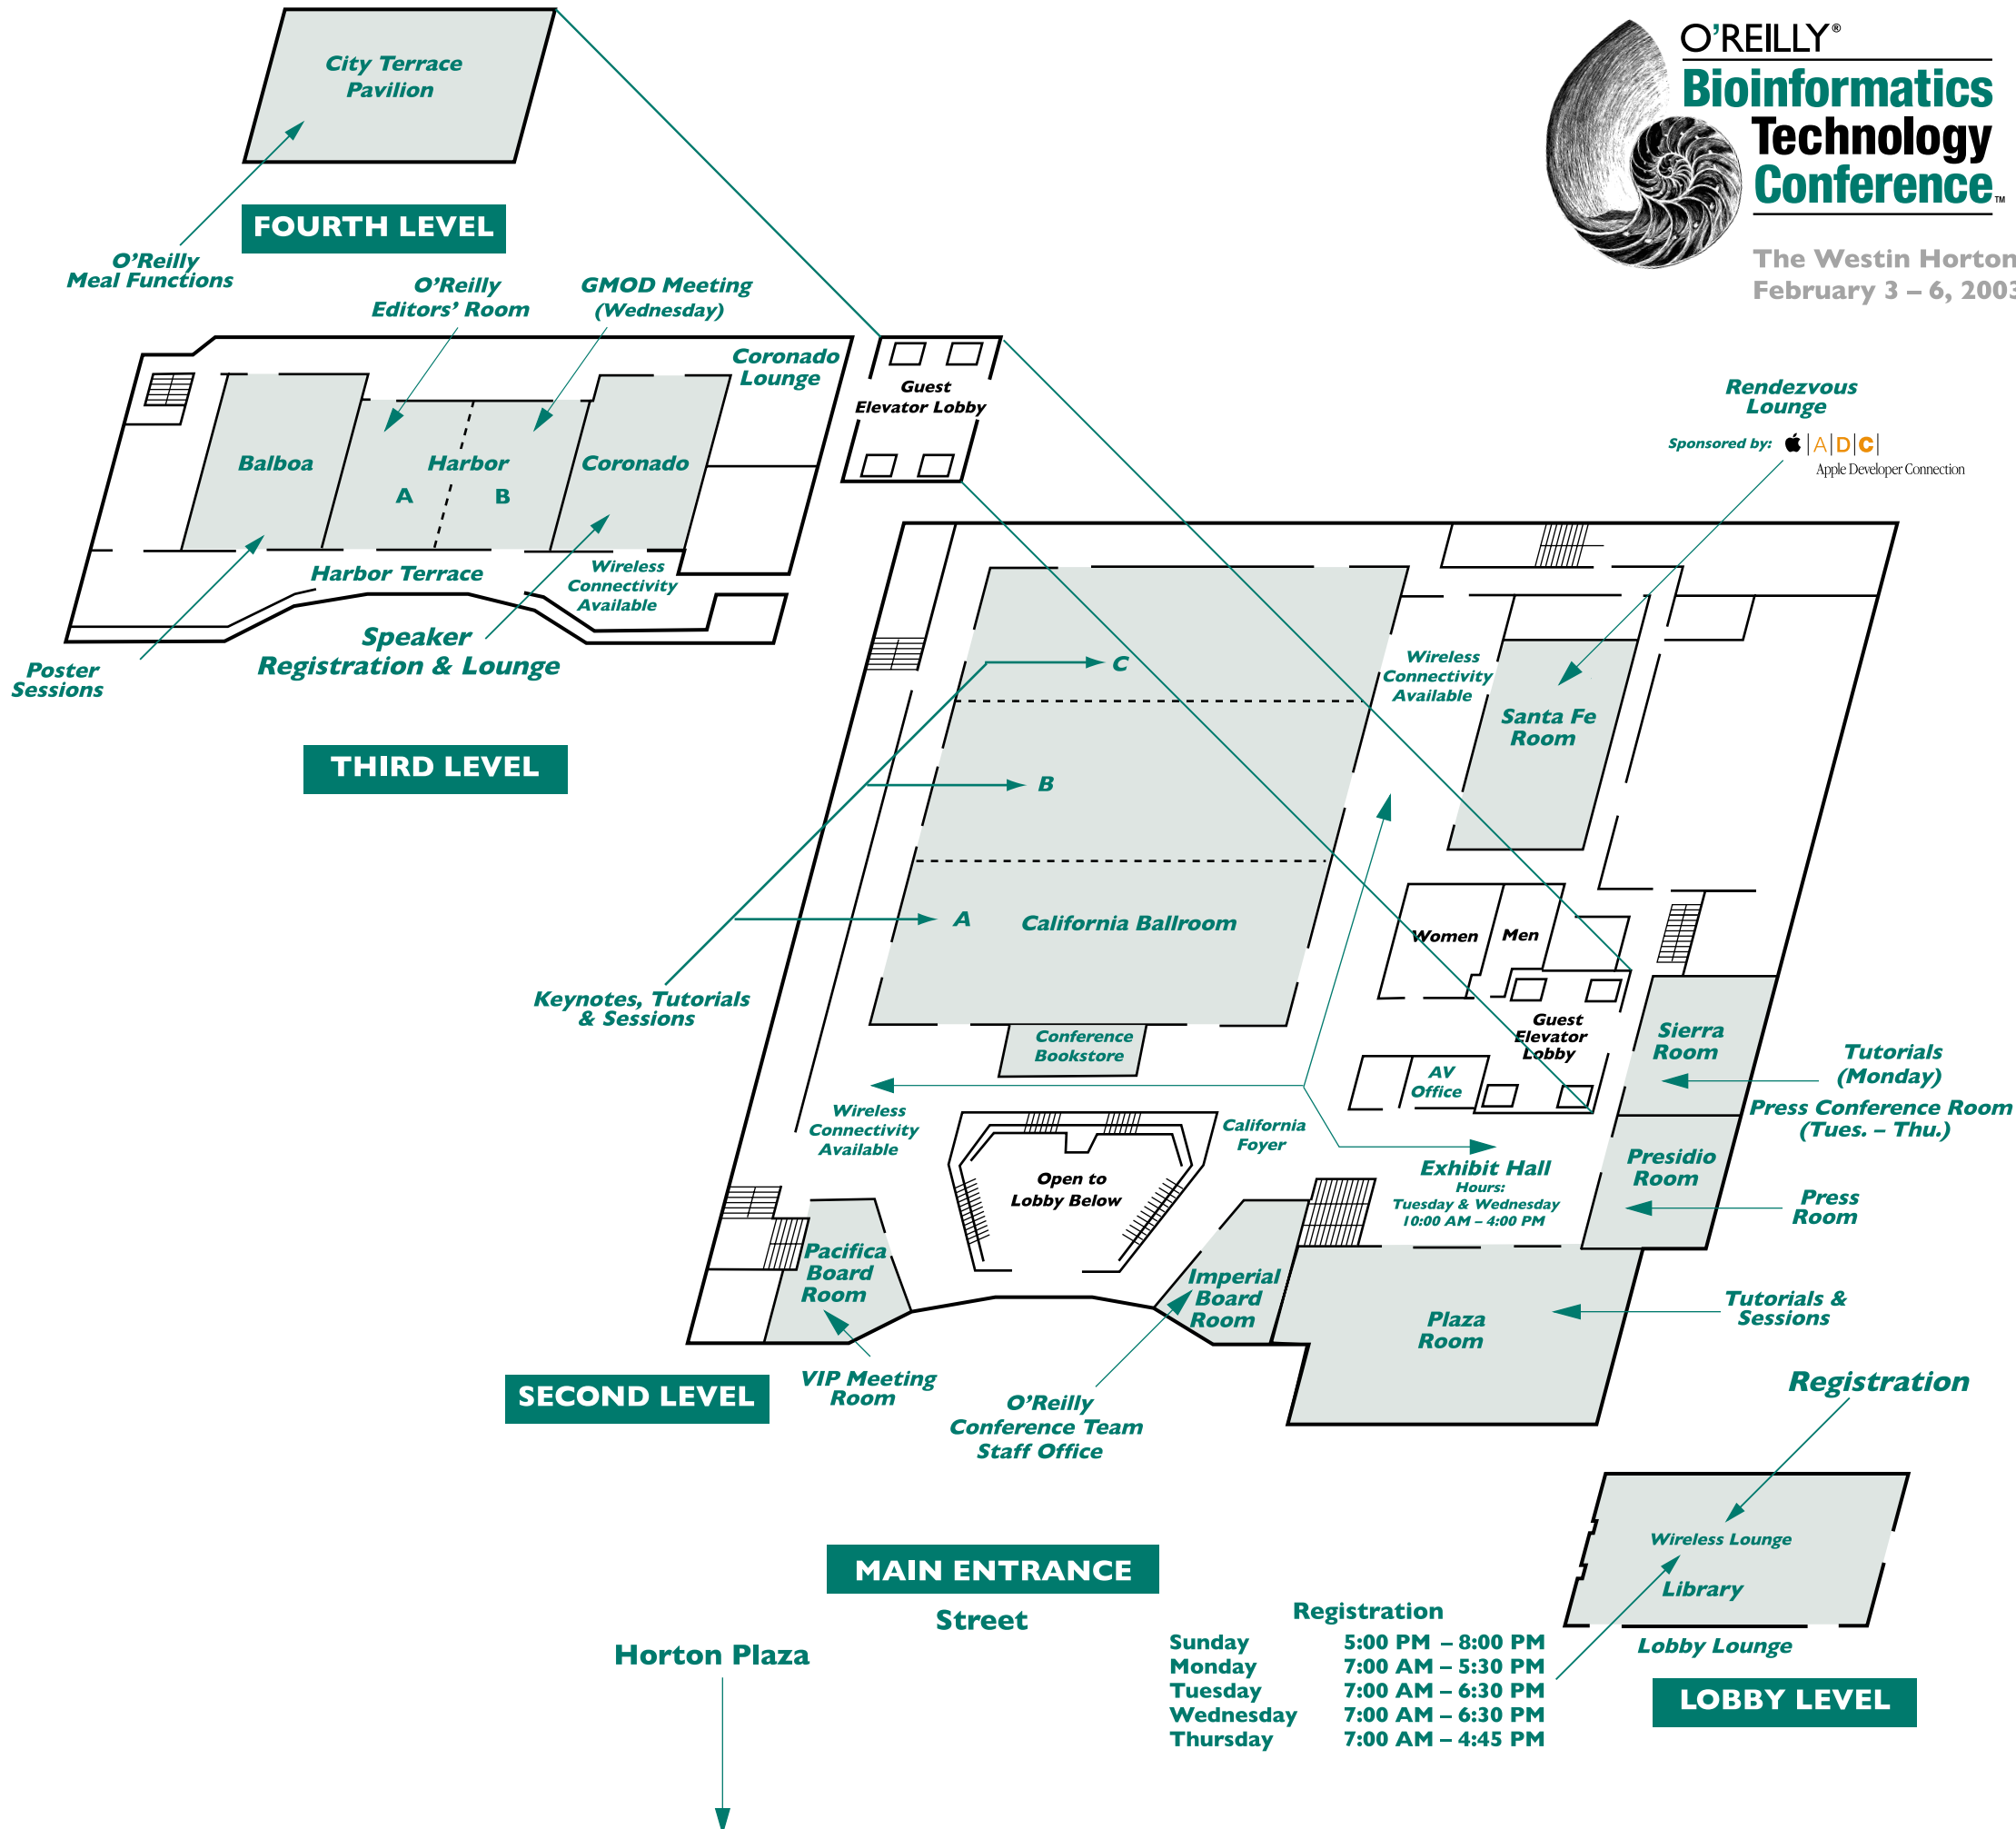 City Terrace
Pavilion
FOURTH LEVEL
O'Reilly
Meal Functions
O'REILLY®
Bioinformatics
Technology
Conference™
The Westin Horton
February 3 – 6, 2003
O'Reilly
Editors' Room
GMOD Meeting
(Wednesday)
Coronado
Lounge
Guest
Elevator Lobby
Balboa
Harbor
A
B
Coronado
Harbor Terrace
Wireless
Connectivity
Available
Speaker
Registration & Lounge
Poster
Sessions
THIRD LEVEL
Rendezvous
Lounge
Sponsored by: |A|D|C|
Apple Developer Connection
C
B
A
California Ballroom
Keynotes, Tutorials
& Sessions
Wireless
Connectivity
Available
Santa Fe
Room
Women
Men
Guest
Elevator
Lobby
Conference
Bookstore
AV
Office
Sierra
Room
Tutorials
(Monday)
Press Conference Room
(Tues. – Thu.)
Wireless
Connectivity
Available
California
Foyer
Open to
Lobby Below
Exhibit Hall
Hours:
Tuesday & Wednesday
10:00 AM – 4:00 PM
Presidio
Room
Press
Room
Pacifica
Board
Room
Imperial
Board
Room
Plaza
Room
Tutorials &
Sessions
SECOND LEVEL
VIP Meeting
Room
O'Reilly
Conference Team
Staff Office
Registration
Wireless Lounge
Library
Lobby Lounge
LOBBY LEVEL
MAIN ENTRANCE
Street
Horton Plaza
Registration
Sunday 5:00 PM – 8:00 PM
Monday 7:00 AM – 5:30 PM
Tuesday 7:00 AM – 6:30 PM
Wednesday 7:00 AM – 6:30 PM
Thursday 7:00 AM – 4:45 PM